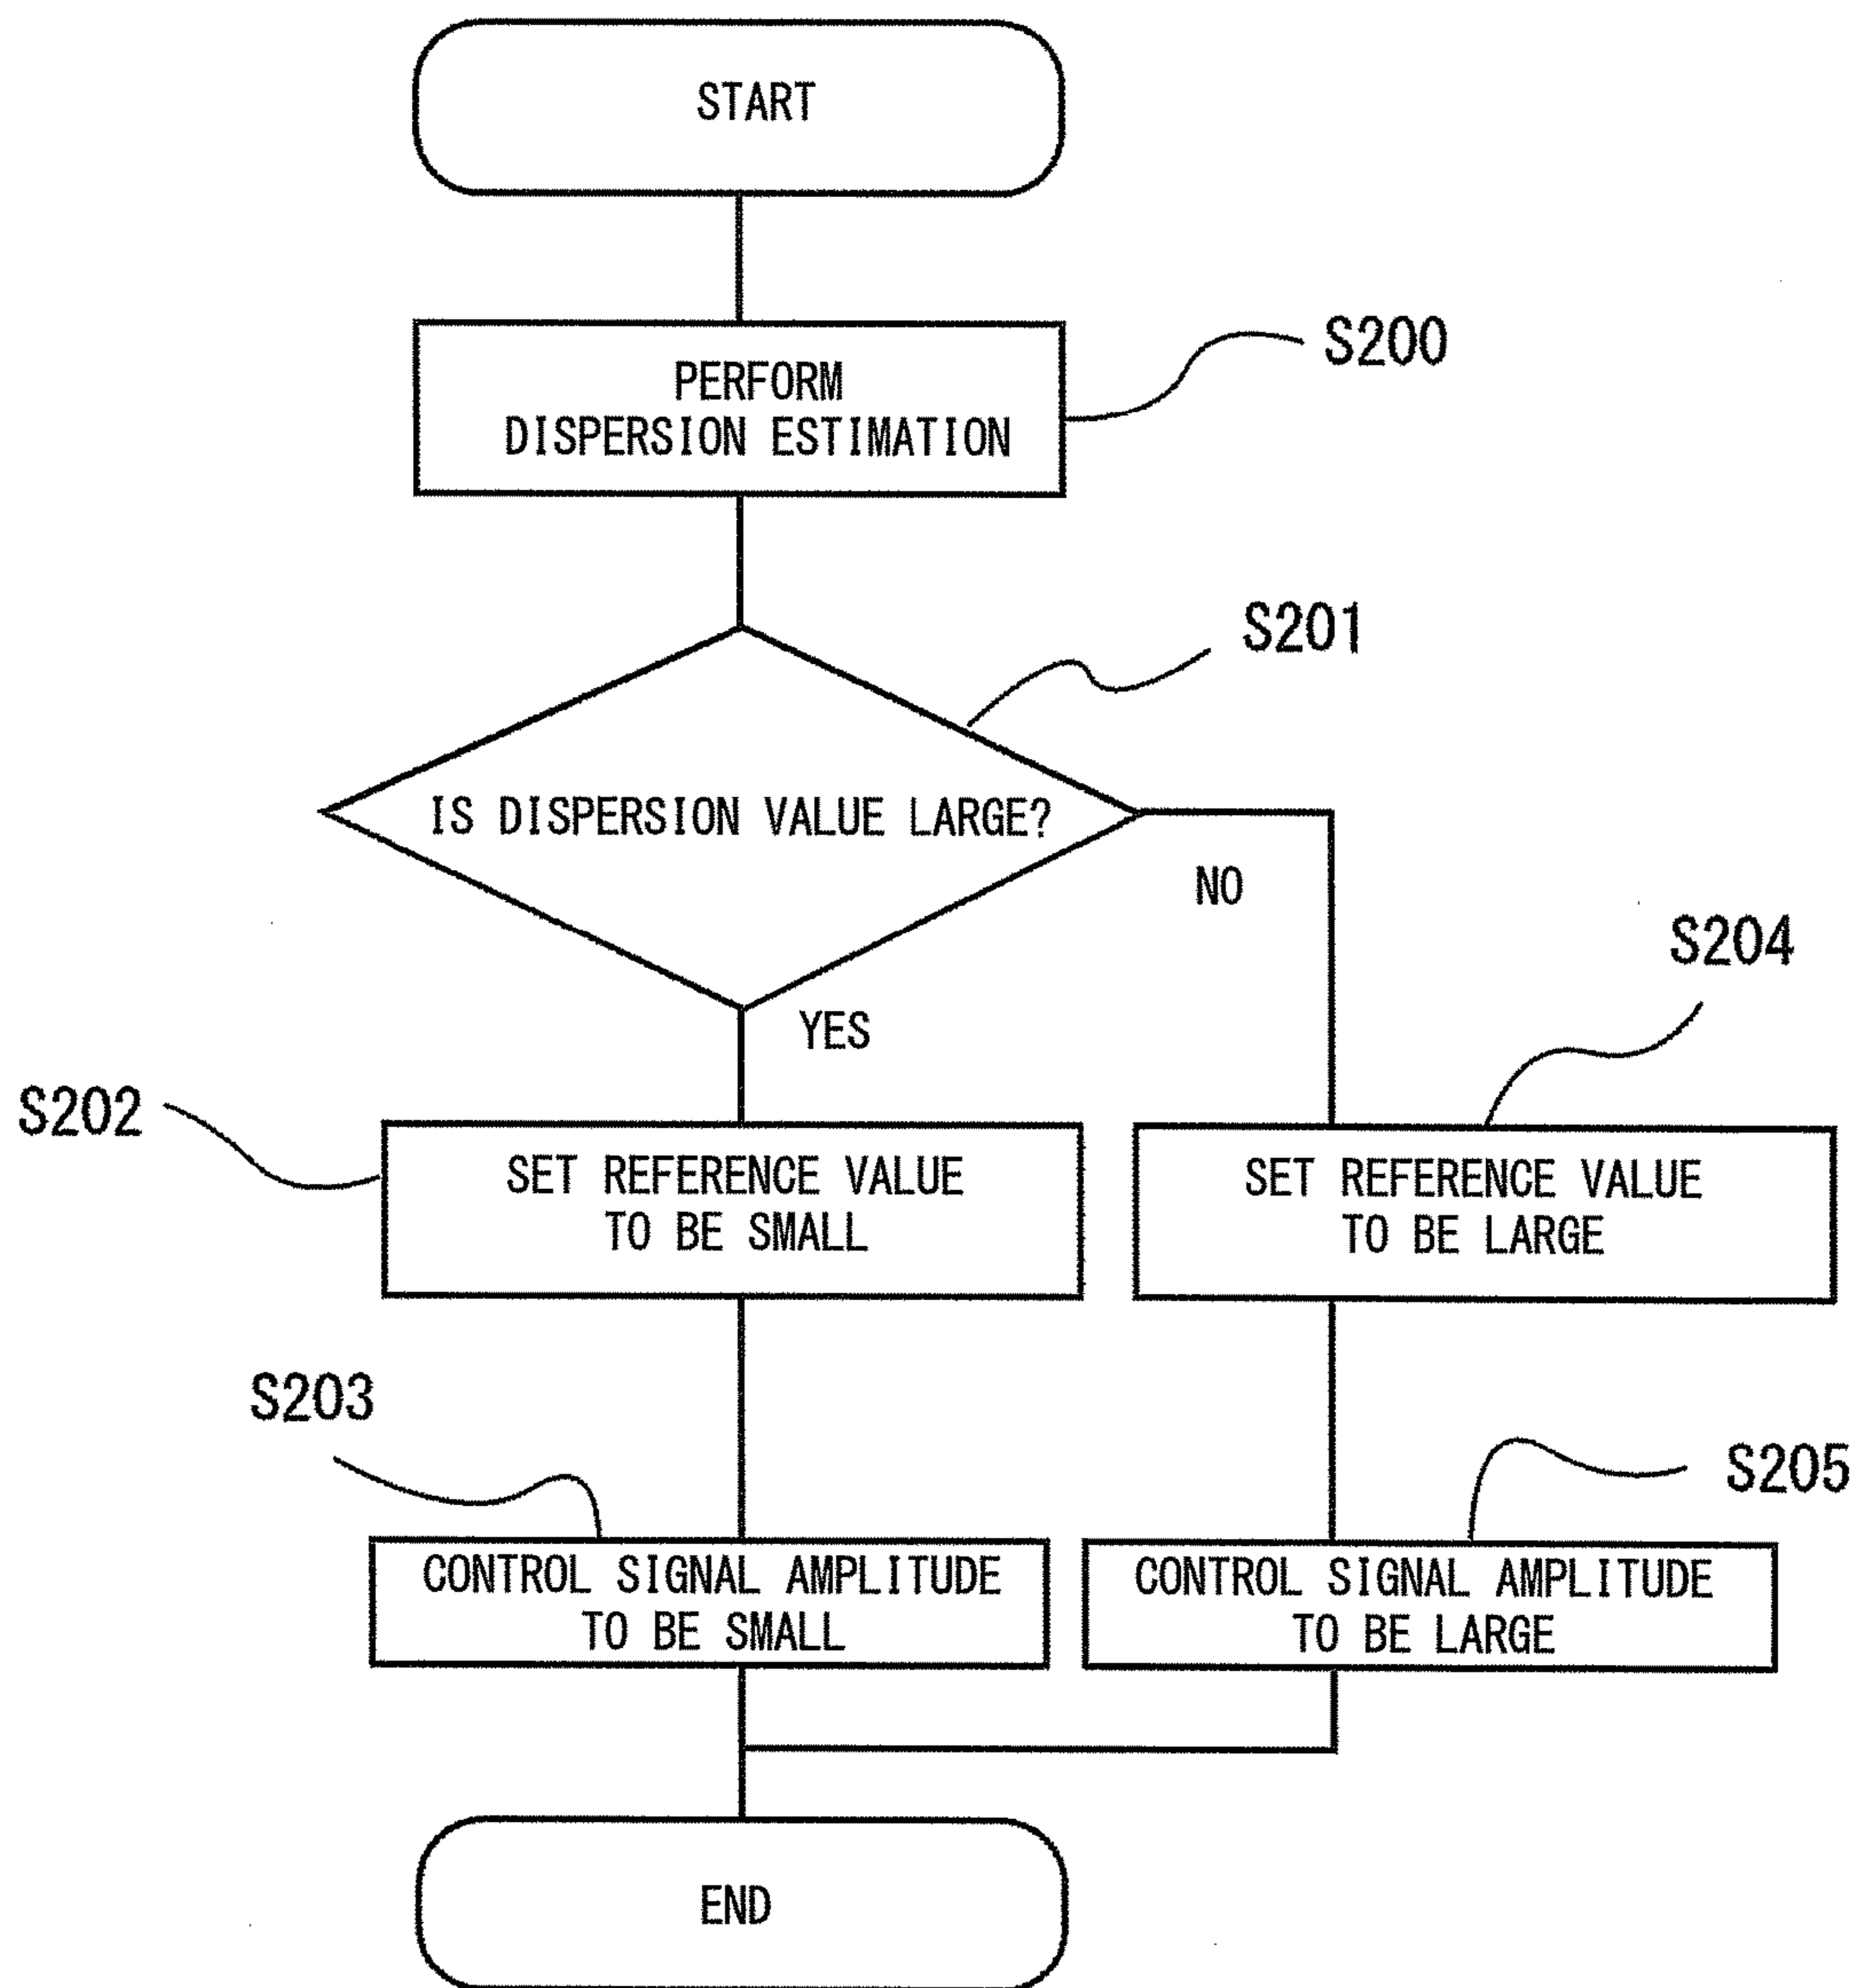 START
PERFORM
DISPERSION ESTIMATION
S200
S201
IS DISPERSION VALUE LARGE?
NO
YES
S204
S202
SET REFERENCE VALUE
TO BE SMALL
SET REFERENCE VALUE
TO BE LARGE
S203
S205
CONTROL SIGNAL AMPLITUDE
TO BE SMALL
CONTROL SIGNAL AMPLITUDE
TO BE LARGE
END